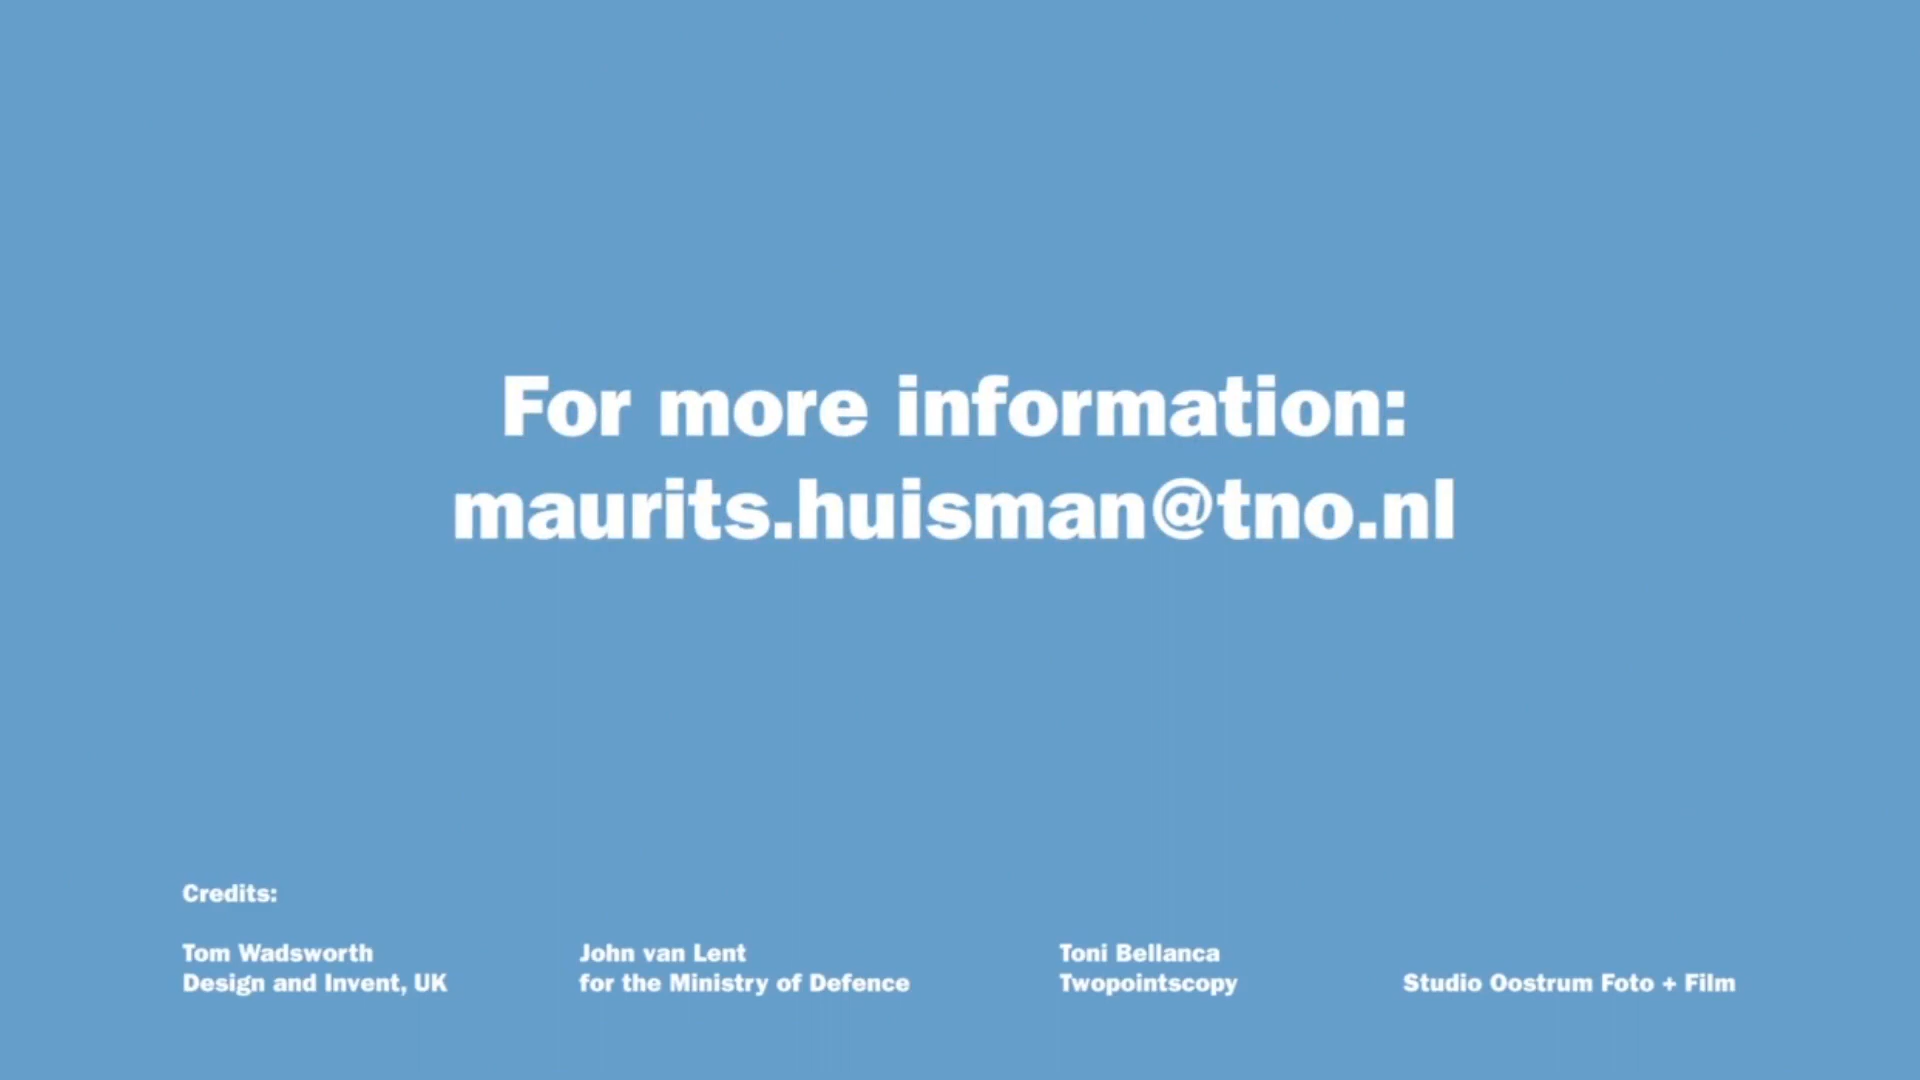 For more information:
maurits.huisman@tno.nl
Credits:
Tom Wadsworth
Design and Invent, UK
John van Lent
for the Ministry of Defence
Toni Bellanca
Twopointscopy
Studio Oostrum Foto + Film